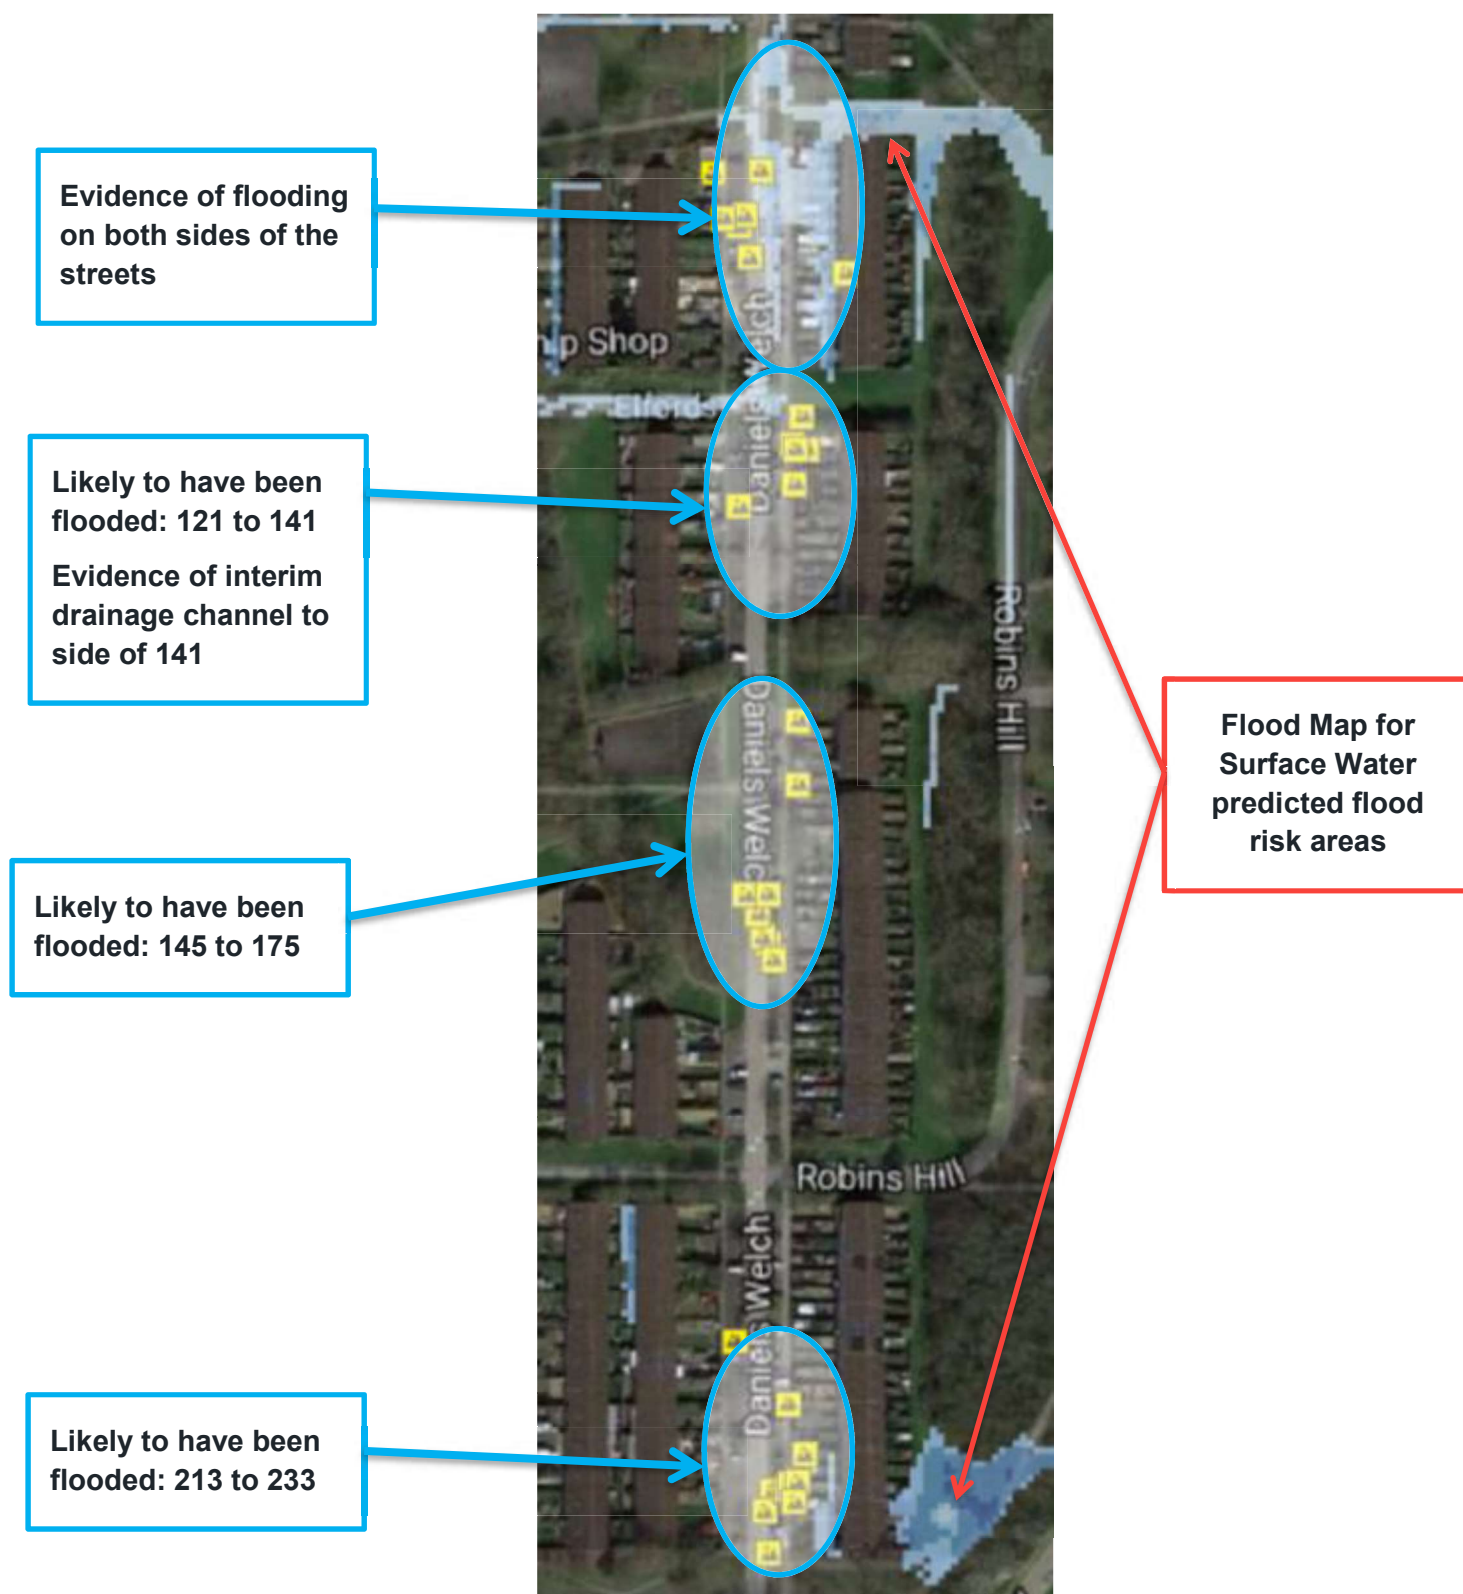 Evidence of flooding
on both sides of the
streets
Likely to have been
flooded: 121 to 141
Evidence of interim
drainage channel to
side of 141
Likely to have been
flooded: 145 to 175
Likely to have been
flooded: 213 to 233
Flood Map for
Surface Water
predicted flood
risk areas
Shop
Daniels Welch
Daniels Welc
Robins Hill
Robins Hill
Daniels Welch